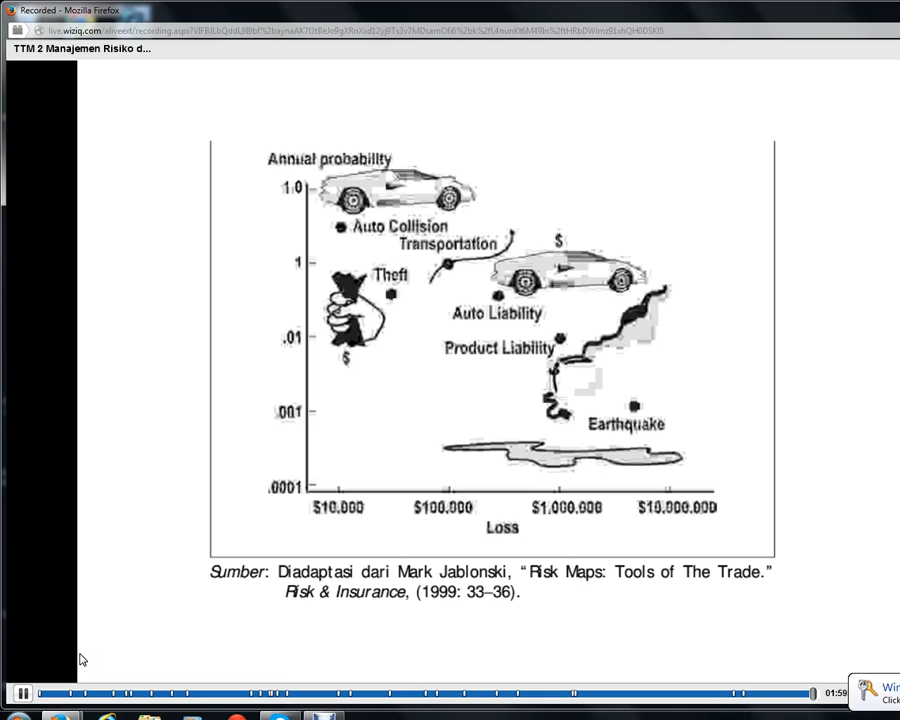 Recorded - Mozilla Firefox
TTM 2 Manajemen Risiko d...
Annual probability
1.0
Auto Collision
Transportation
$
1
Theft
Auto Liability
.01
Product Liability
$
.001
Earthquake
.0001
$10.000 $100.000 $1.000.000 $10.000.000
Loss
Sumber: Diadaptasi dari Mark Jablonski, “Risk Maps: Tools of The Trade.”
Risk & Insurance, (1999: 33–36).
01:59
Win
Click